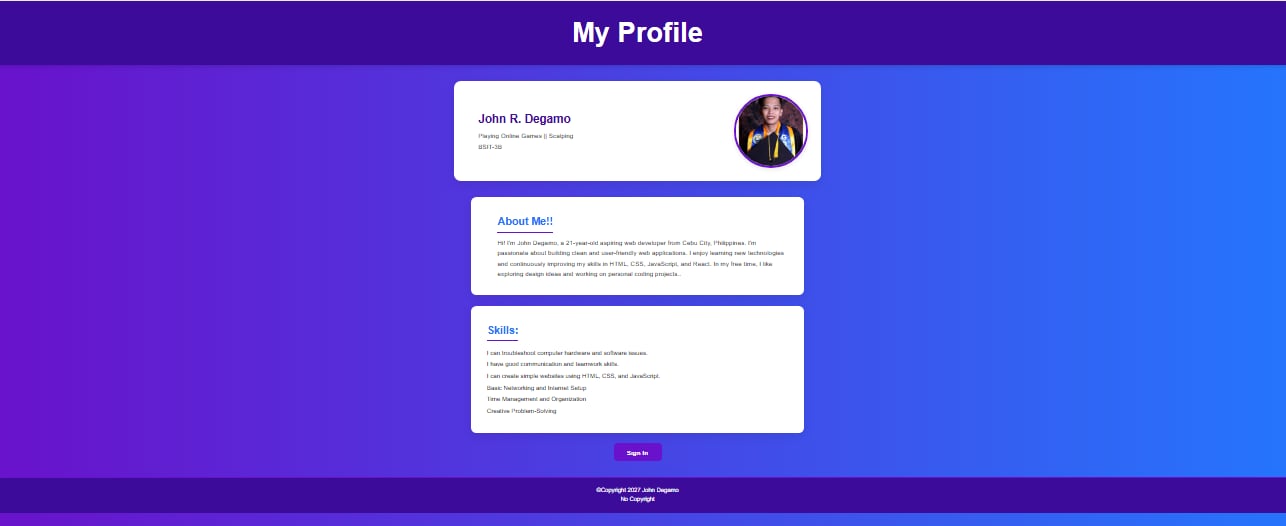 My Profile
John R. Degamo
Playing Online Games || Scalping
BSIT-3B
About Me!!
Hi! I'm John Degamo, a 21-year-old aspiring web developer from Cebu City, Philippines. I'm
passionate about building clean and user-friendly web applications. I enjoy learning new technologies
and continuously improving my skills in HTML, CSS, JavaScript, and React. In my free time, I like
exploring design ideas and working on personal coding projects..
Skills:
I can troubleshoot computer hardware and software issues.
I have good communication and teamwork skills.
I can create simple websites using HTML, CSS, and JavaScript.
Basic Networking and Internet Setup
Time Management and Organization
Creative Problem-Solving
Sign In
©Copyright 2027 John Degamo
No Copyright